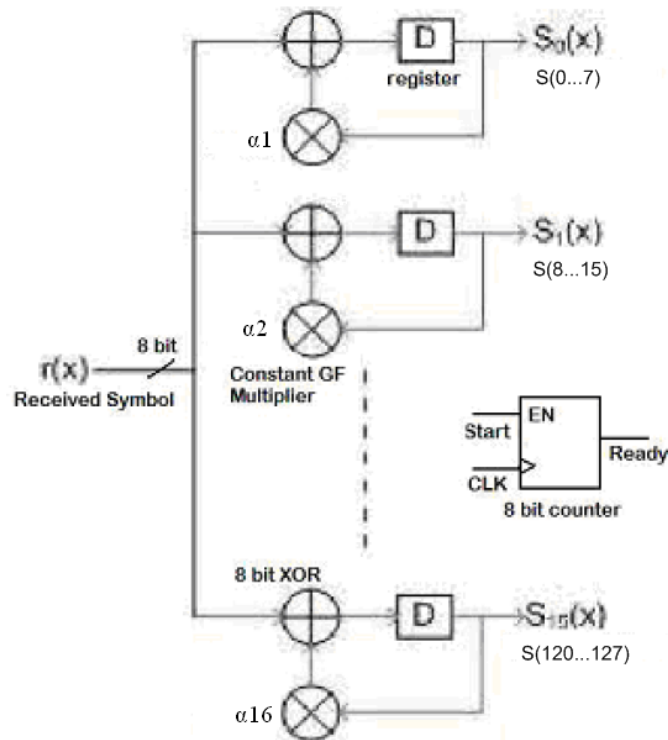 D
S₀(x)
register
S(0...7)
α1
D
S₁(x)
S(8...15)
α2
8 bit
r(x)
Received Symbol
Constant GF
Multiplier
EN
Start
Ready
CLK
8 bit counter
8 bit XOR
D
S₁₅(x)
S(120...127)
α16